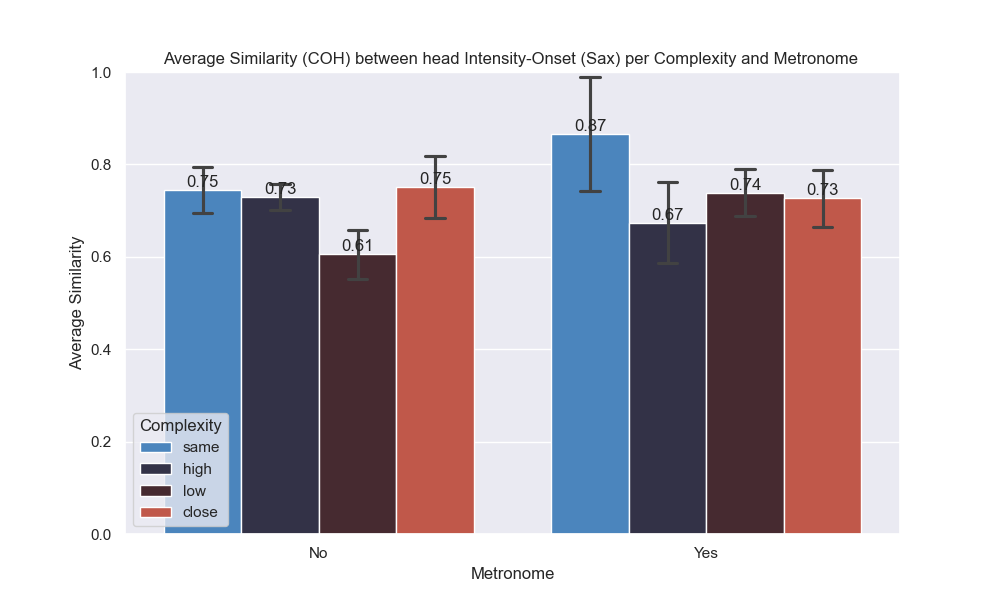 Average Similarity (COH) between head Intensity-Onset (Sax) per Complexity and Metronome
1.0
0.8
0.6
0.4
0.2
0.0
Average Similarity
0.75
0.73
0.61
0.75
0.87
0.67
0.74
0.73
Complexity
same
high
low
close
No
Yes
Metronome